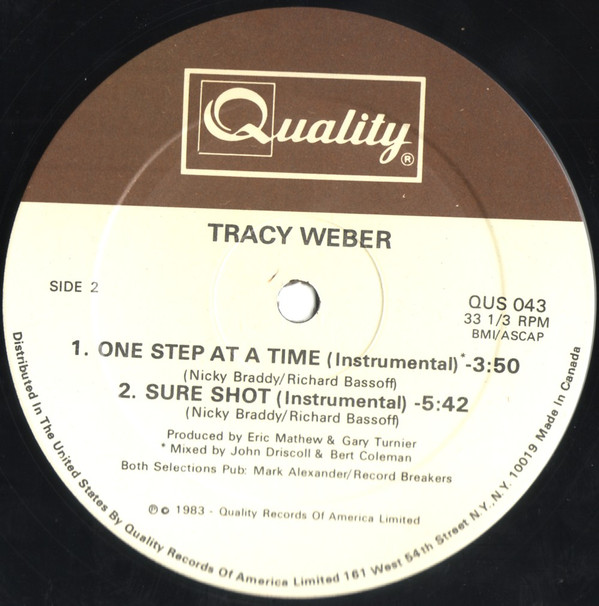 Quality®
TRACY WEBER
SIDE 2
QUS 043
33 1/3 RPM
BMI/ASCAP
1. ONE STEP AT A TIME (Instrumental)*-3:50
(Nicky Braddy/Richard Bassoff)
2. SURE SHOT (Instrumental) -5:42
(Nicky Braddy/Richard Bassoff)
Produced by Eric Mathew & Gary Turnier
* Mixed by John Driscoll & Bert Coleman
Both Selections Pub: Mark Alexander/Record Breakers
℗ © 1983 - Quality Records Of America Limited
Distributed In The United States By Quality Records Of America Limited 161 West 54th Street N.Y., N.Y. 10019 Made In Canada